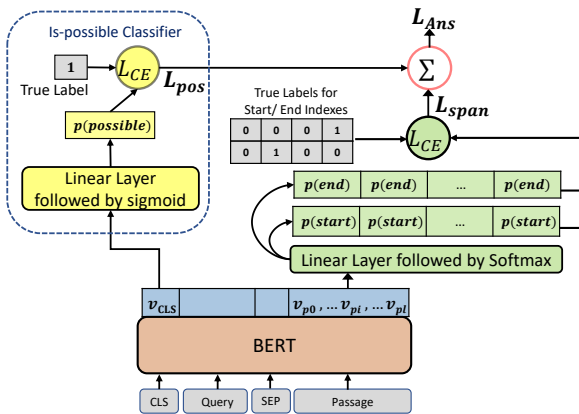 Is-possible Classifier
1
True Label
L_CE
L_pos
p(possible)
Linear Layer
followed by sigmoid
L_Ans
Σ
L_span
True Labels for
Start/ End Indexes
0 0 0 1
0 1 0 0
L_CE
p(end) p(end) ... p(end)
p(start) p(start) ... p(start)
Linear Layer followed by Softmax
v_CLS v_p0 , ... v_pi , ... v_pl
BERT
CLS Query SEP Passage